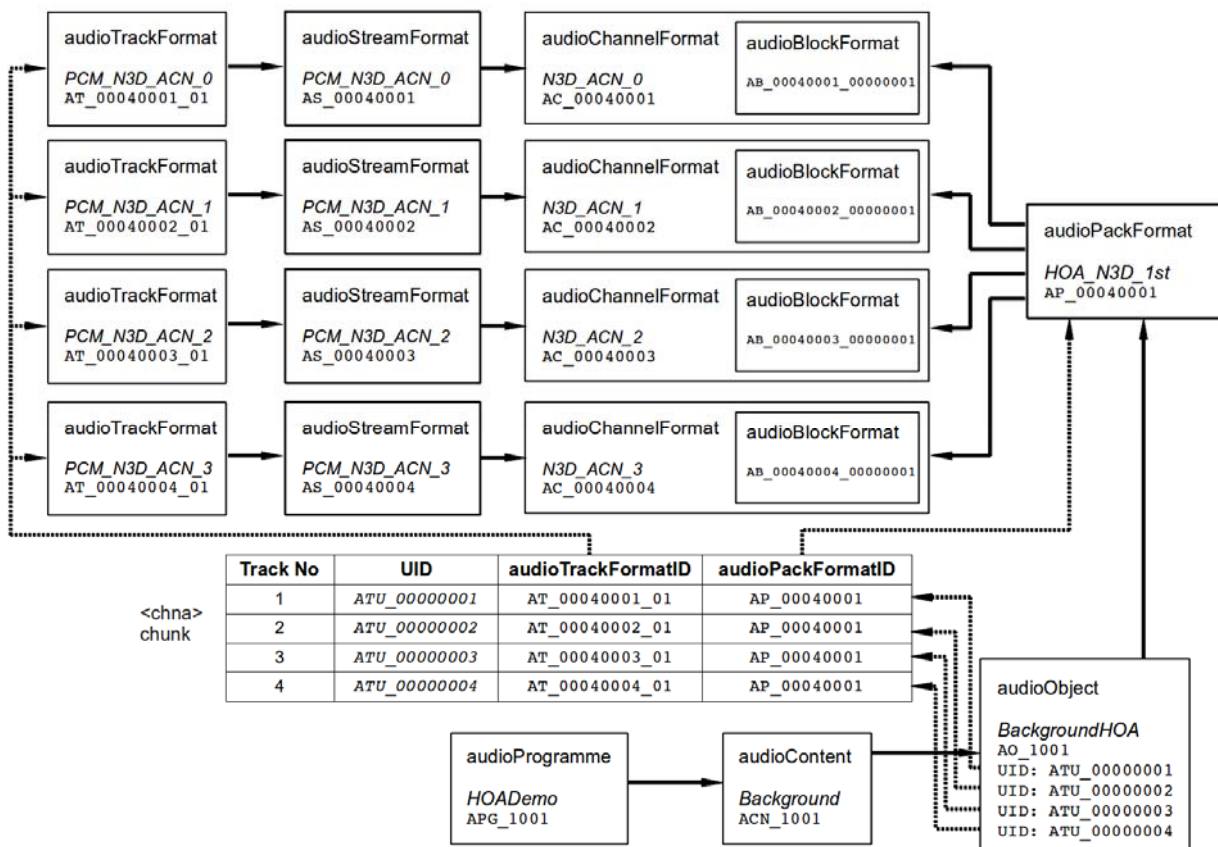 audioTrackFormat
PCM_N3D_ACN_0
AT_00040001_01
audioStreamFormat
PCM_N3D_ACN_0
AS_00040001
audioChannelFormat
N3D_ACN_0
AC_00040001
audioBlockFormat
AB_00040001_00000001
audioTrackFormat
PCM_N3D_ACN_1
AT_00040002_01
audioStreamFormat
PCM_N3D_ACN_1
AS_00040002
audioChannelFormat
N3D_ACN_1
AC_00040002
audioBlockFormat
AB_00040002_00000001
audioPackFormat
HOA_N3D_1st
AP_00040001
audioTrackFormat
PCM_N3D_ACN_2
AT_00040003_01
audioStreamFormat
PCM_N3D_ACN_2
AS_00040003
audioChannelFormat
N3D_ACN_2
AC_00040003
audioBlockFormat
AB_00040003_00000001
audioTrackFormat
PCM_N3D_ACN_3
AT_00040004_01
audioStreamFormat
PCM_N3D_ACN_3
AS_00040004
audioChannelFormat
N3D_ACN_3
AC_00040004
audioBlockFormat
AB_00040004_00000001
<chna>
chunk
Track No UID audioTrackFormatID audioPackFormatID
1 ATU_00000001 AT_00040001_01 AP_00040001
2 ATU_00000002 AT_00040002_01 AP_00040001
3 ATU_00000003 AT_00040003_01 AP_00040001
4 ATU_00000004 AT_00040004_01 AP_00040001
audioProgramme
HOADemo
APG_1001
audioContent
Background
ACN_1001
audioObject
BackgroundHOA
AO_1001
UID: ATU_00000001
UID: ATU_00000002
UID: ATU_00000003
UID: ATU_00000004